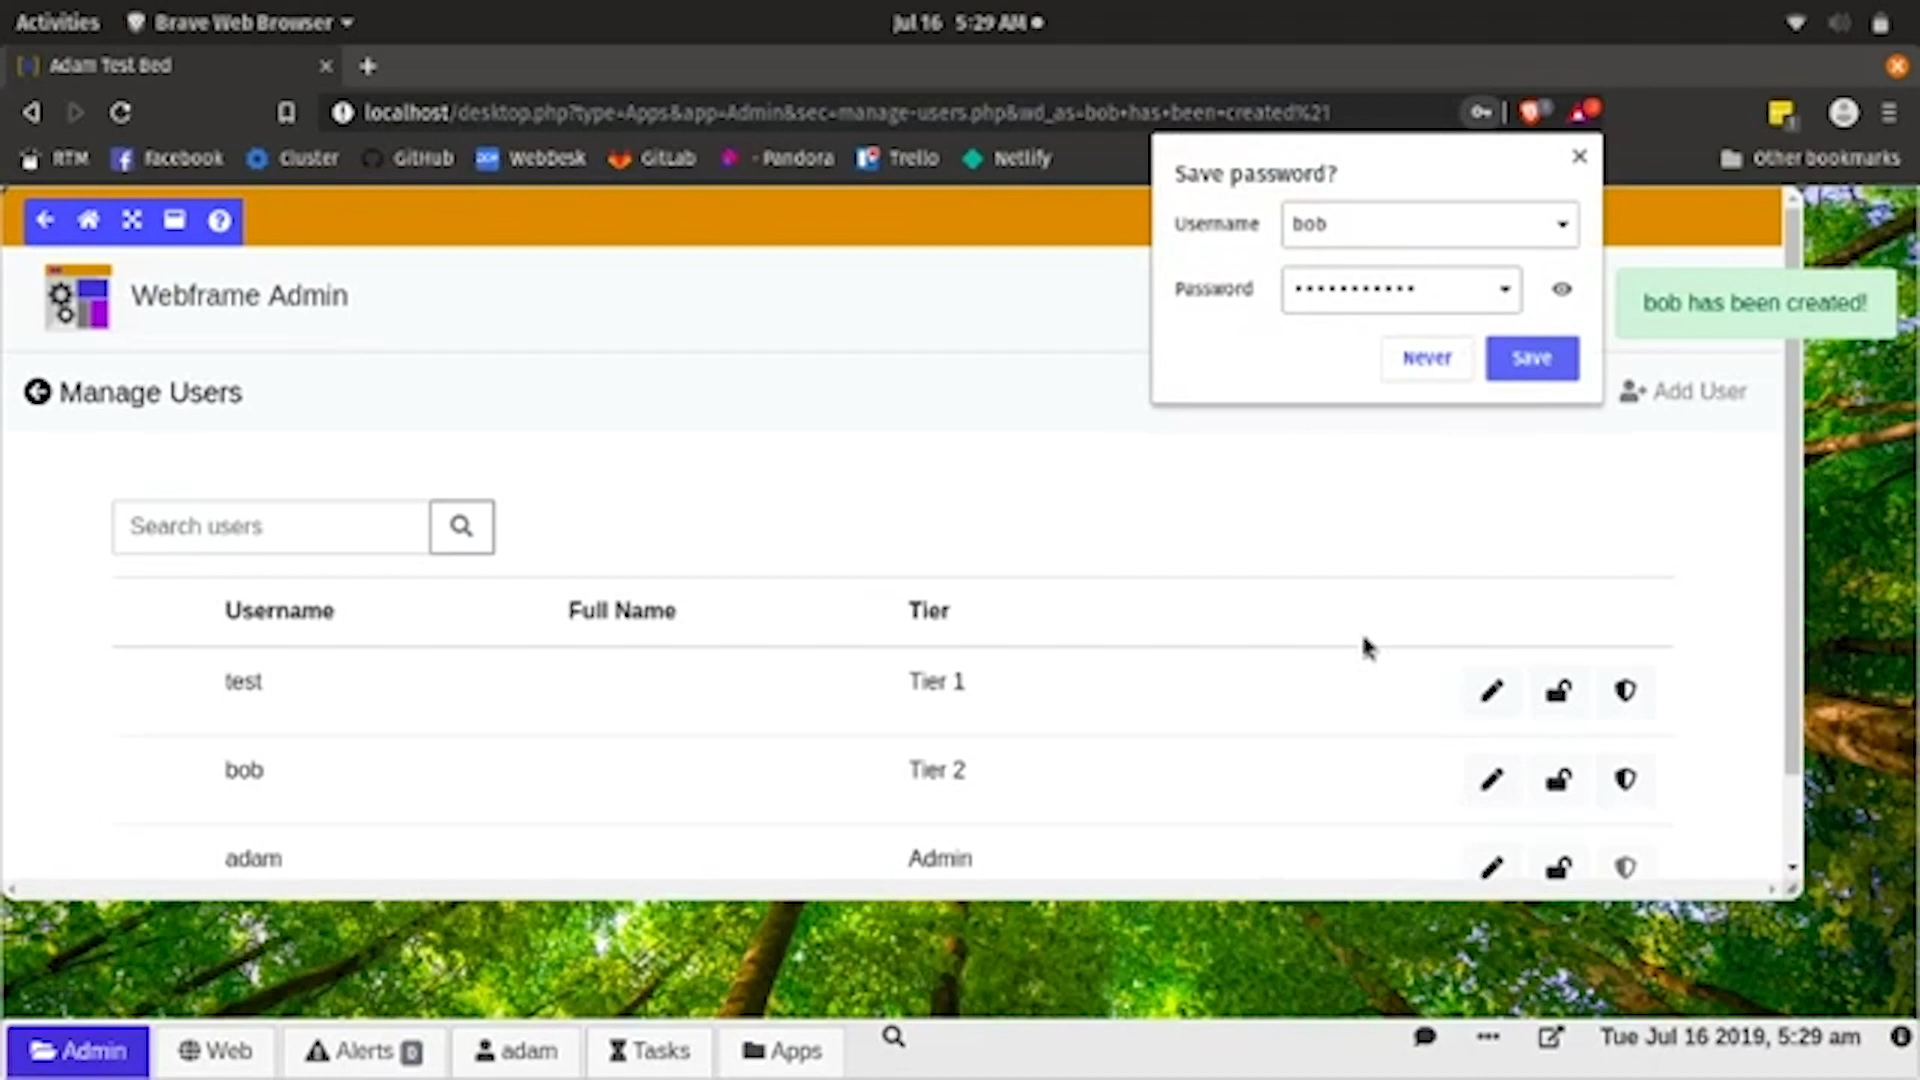 Activities Brave Web Browser Jul 16 5:29 AM
Adam Test Bed
localhost/desktop.php?type=Apps&app=Admin&sec=manage-users.php&wd_as=bob+has+been+created%21
RTM Facebook Cluster GitHub WebDesk GitLab - Pandora Trello Netlify Other bookmarks
Save password?
Username bob
Password •••••••••••
Never Save
bob has been created!
Webframe Admin
Manage Users Add User
Search users
Username Full Name Tier
test Tier 1
bob Tier 2
adam Admin
Admin Web Alerts 0 adam Tasks Apps Tue Jul 16 2019, 5:29 am